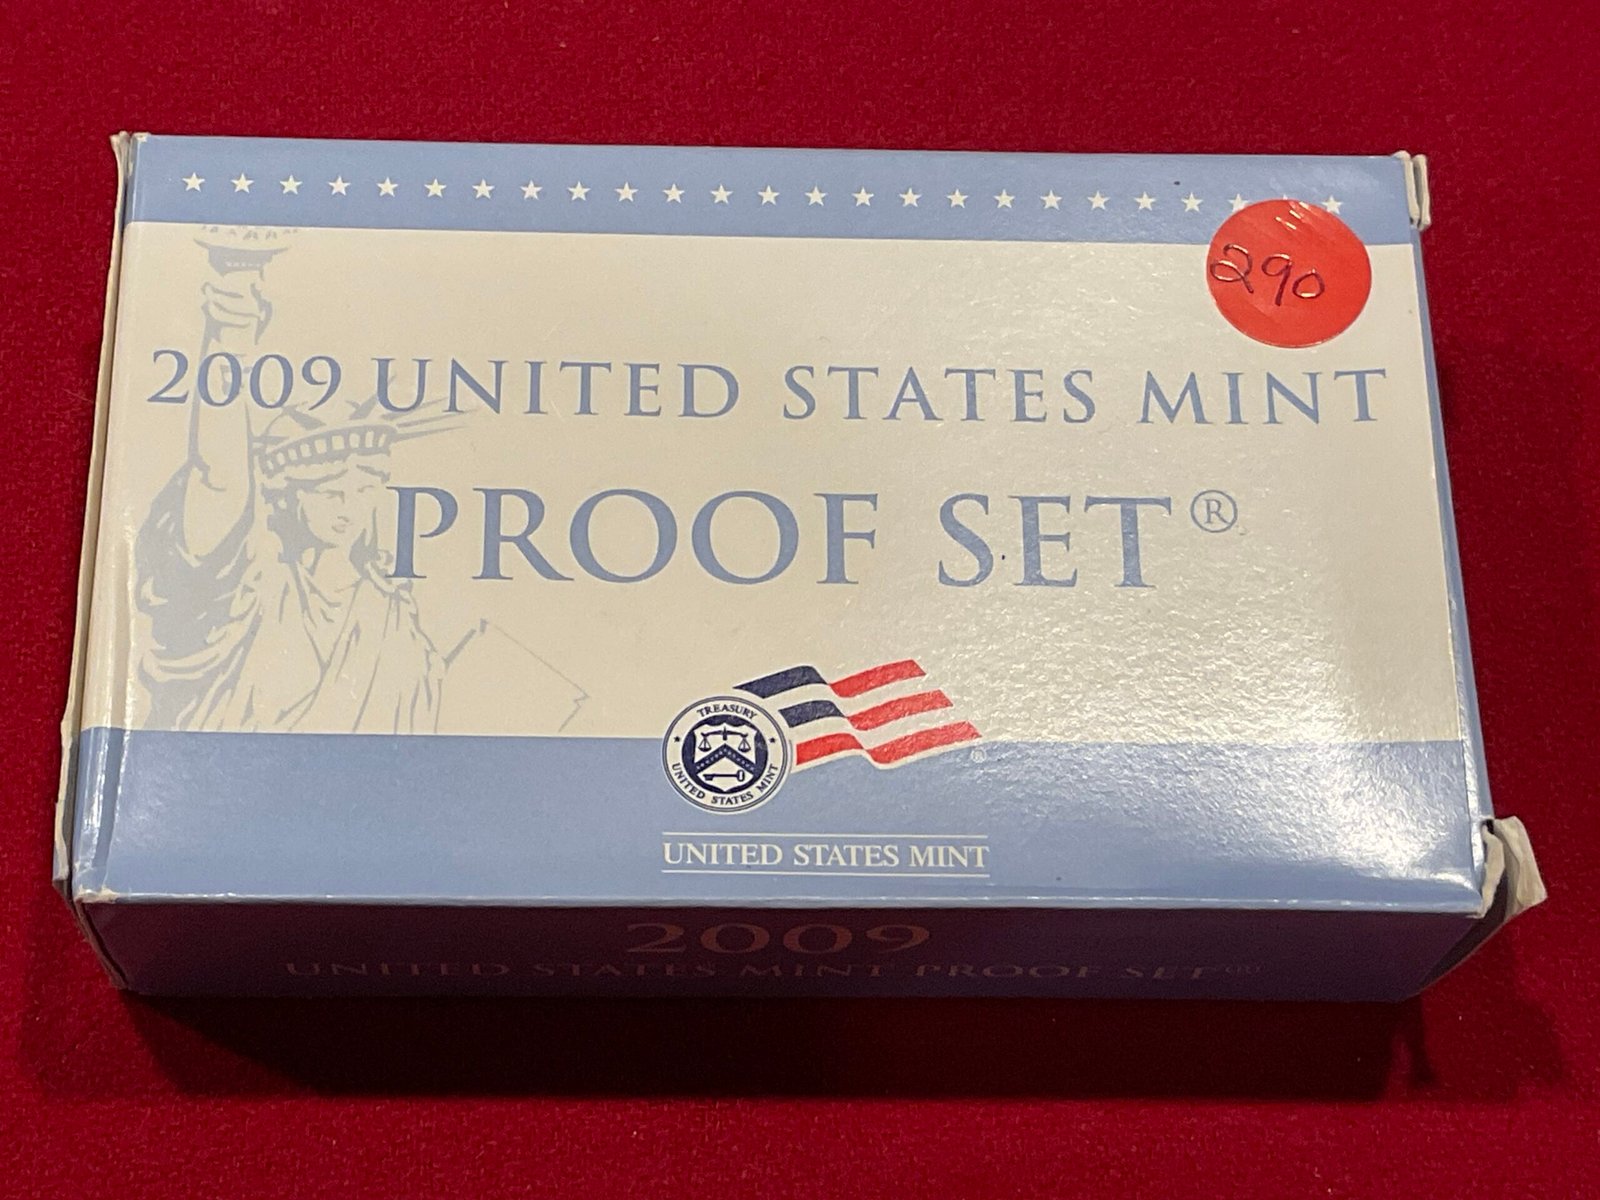 290
2009 UNITED STATES MINT
PROOF SET®
TREASURY
UNITED STATES MINT
®
UNITED STATES MINT
2009
UNITED STATES MINT PROOF SET®